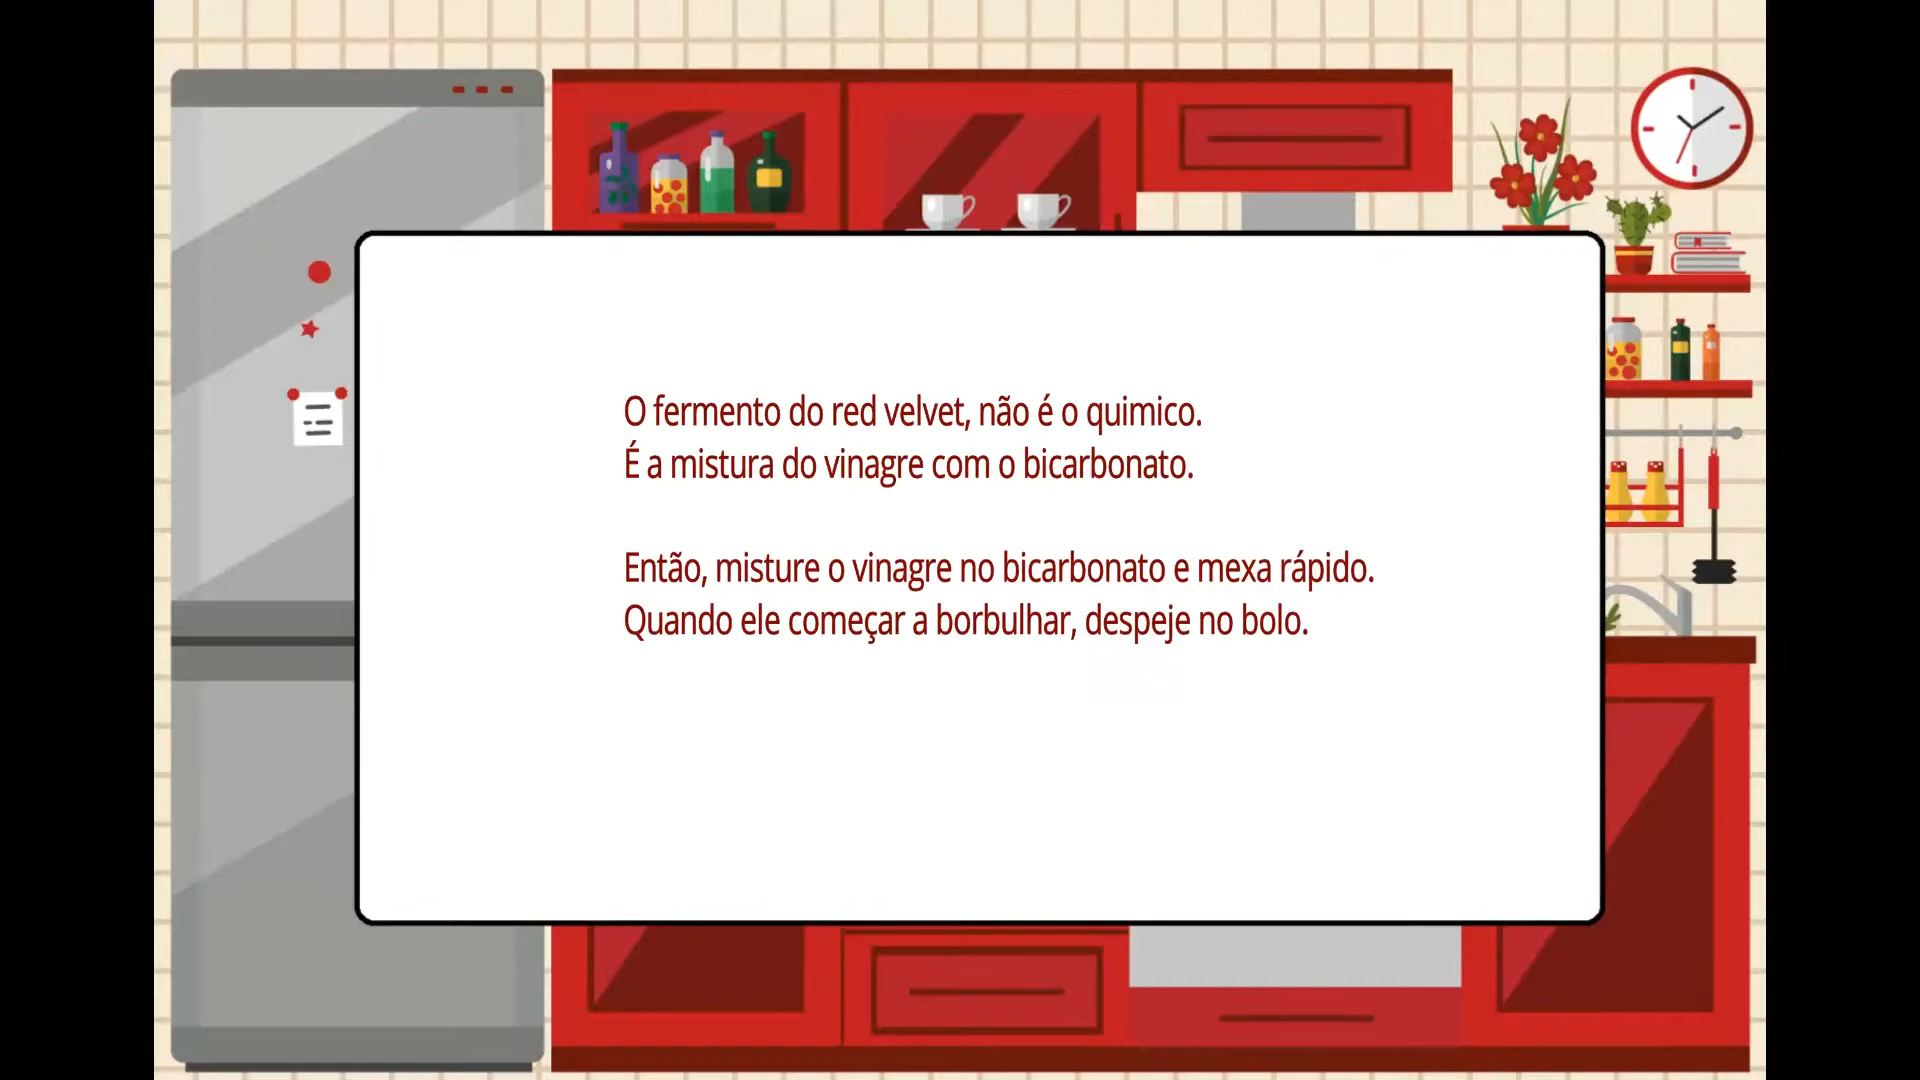 O fermento do red velvet, não é o quimico.
É a mistura do vinagre com o bicarbonato.
Então, misture o vinagre no bicarbonato e mexa rápido.
Quando ele começar a borbulhar, despeje no bolo.